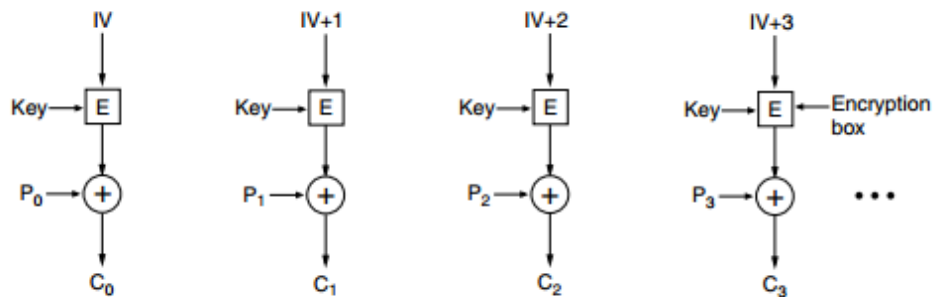 IV IV+1 IV+2 IV+3
Key E Key E Key E Key E Encryption
box
P₀ + P₁ + P₂ + P₃ + •••
C₀ C₁ C₂ C₃